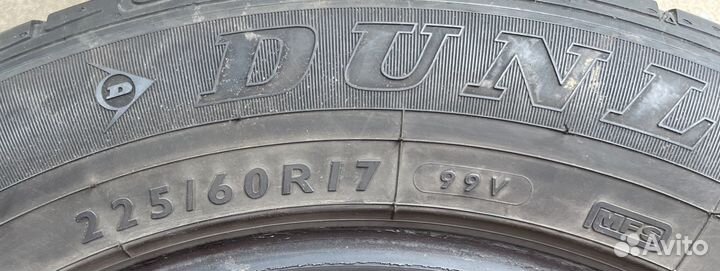 D DUNL
225/60R17 99V MFS
Avito